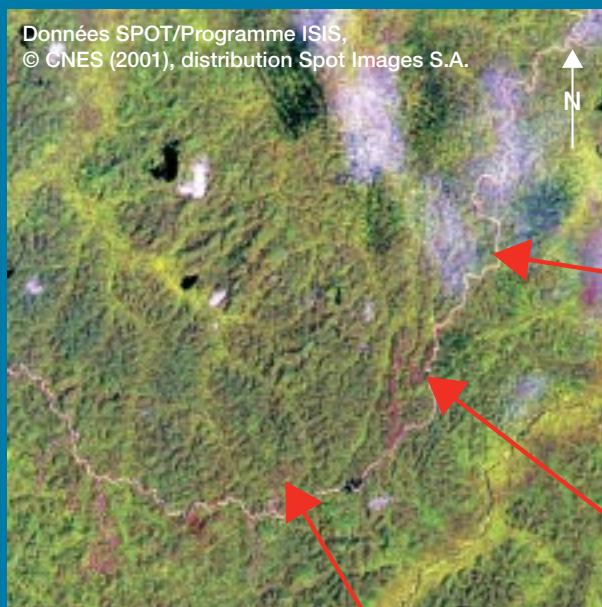 Données SPOT/Programme ISIS,
© CNES (2001), distribution Spot Images S.A.
N